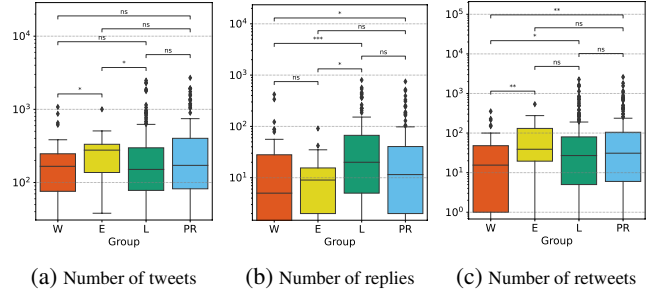 ns
ns
ns
ns
*
*
10^4
10^3
10^2
W E L PR
Group
(a) Number of tweets
*
ns
***
ns
ns
*
10^4
10^3
10^2
10^1
W E L PR
Group
(b) Number of replies
**
ns
*
ns
ns
**
10^5
10^4
10^3
10^2
10^1
10^0
W E L PR
Group
(c) Number of retweets